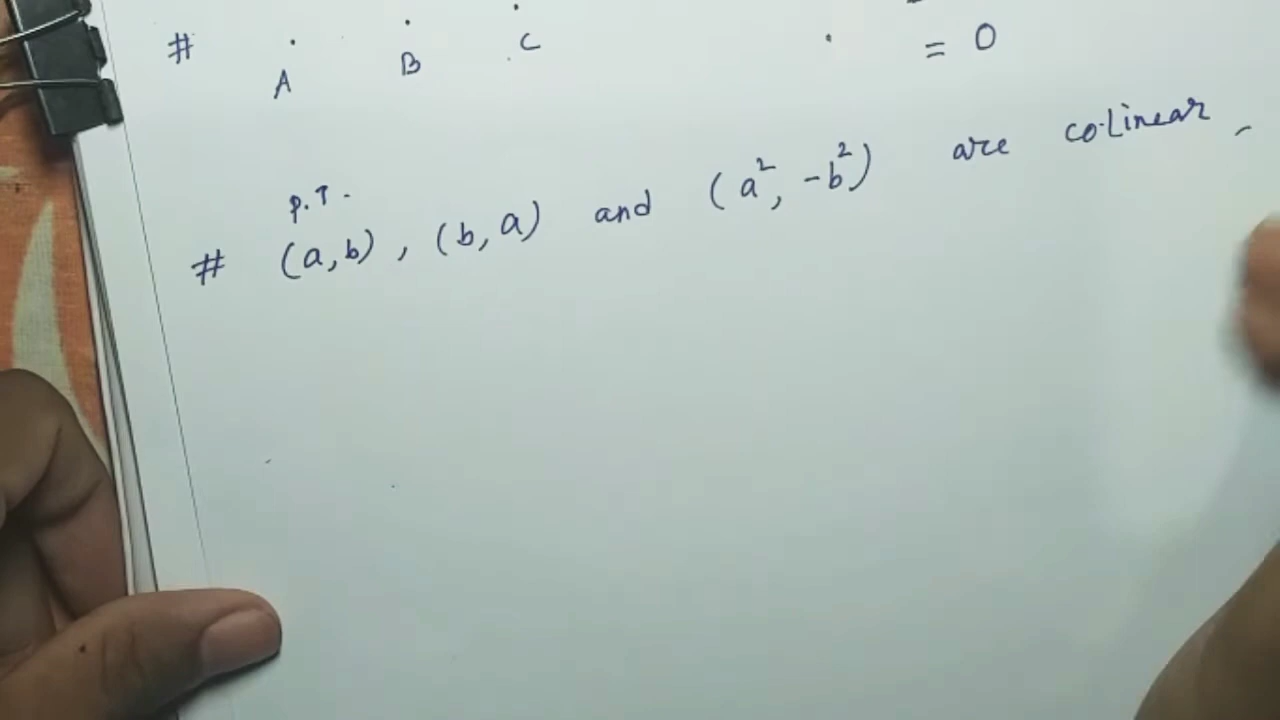 # A B C = 0
P.T.
# (a, b), (b, a) and (a², -b²) are co-linear